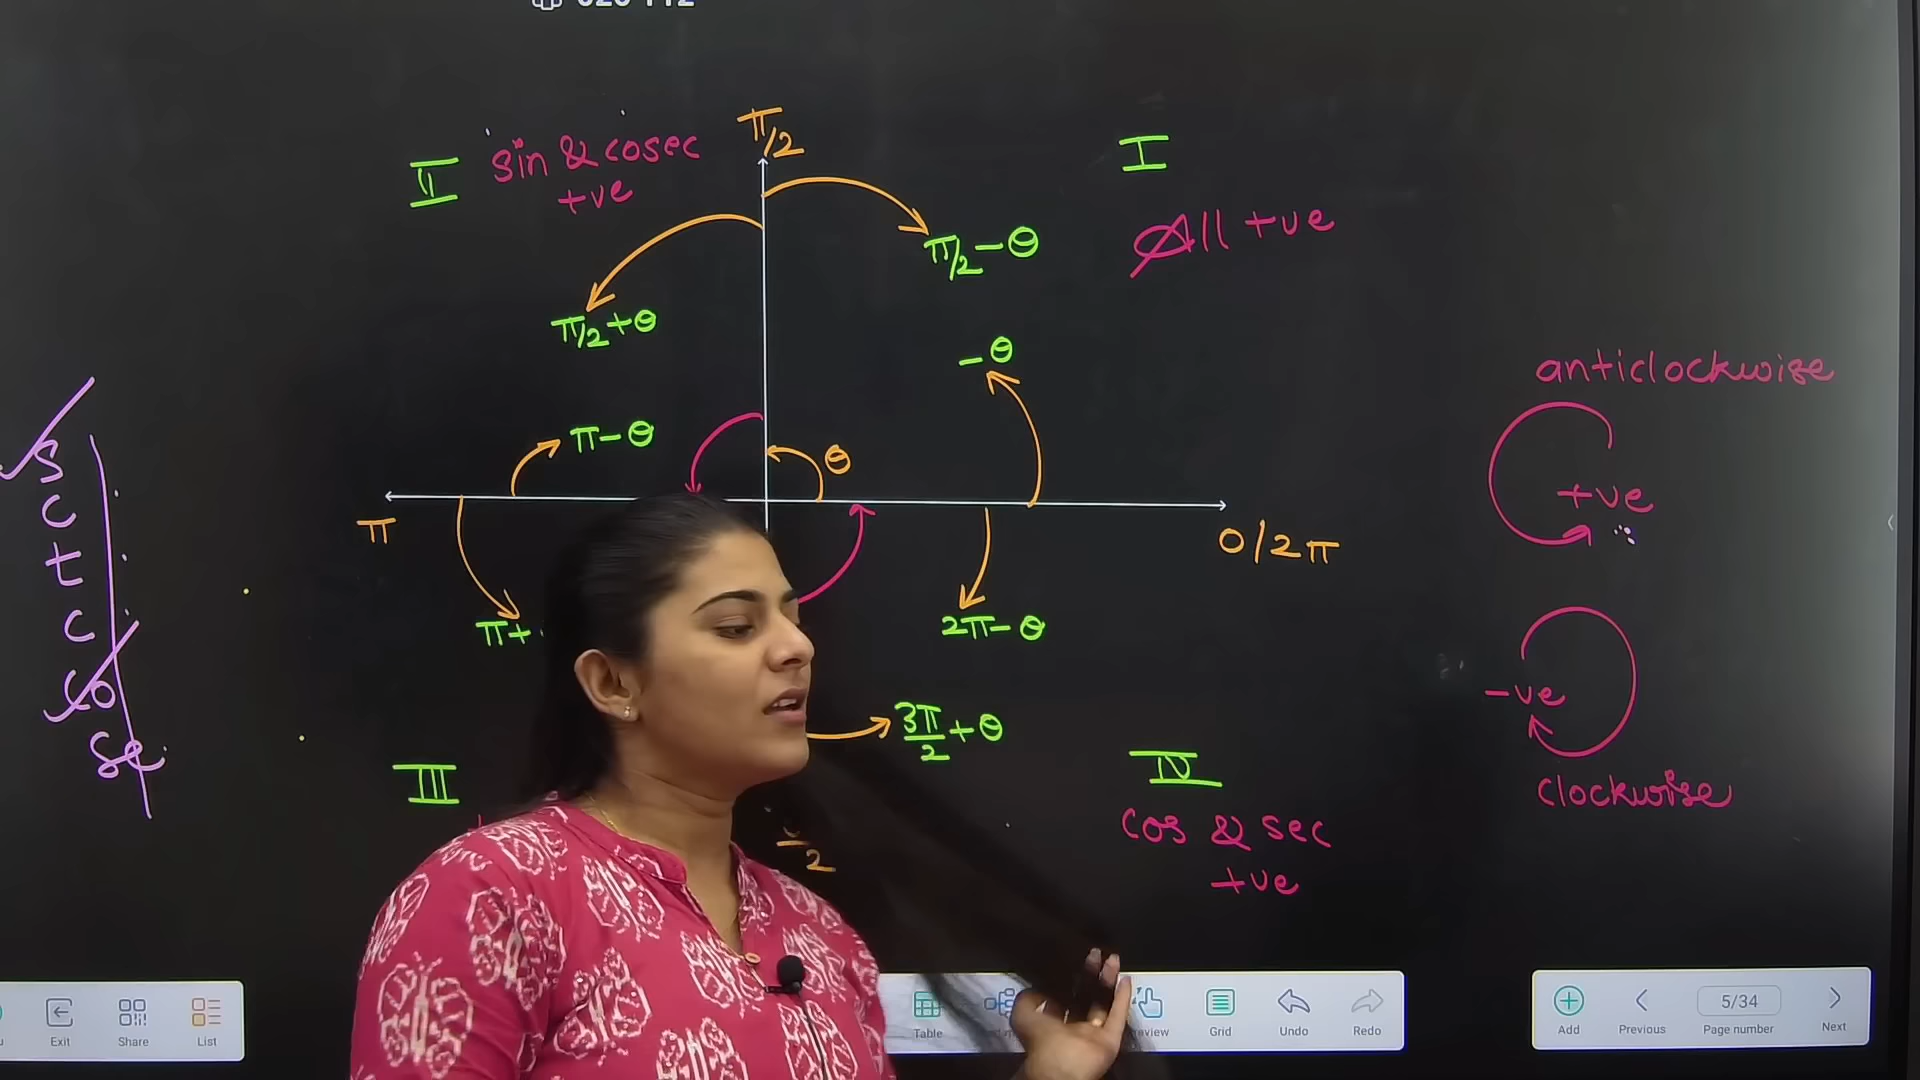 π/2
II sin & cosec
+ve
I
All +ve
π/2-θ
π/2+θ
-θ
π-θ
θ
π
0/2π
π+
2π-θ
3π/2+θ
III
IV
cos & sec
+ve
2
s
c
t
c
co
se
anticlockwise
+ve
-ve
clockwise
Exit
Share
List
Table
Grid
Undo
Redo
Add
Previous
5/34
Page number
Next